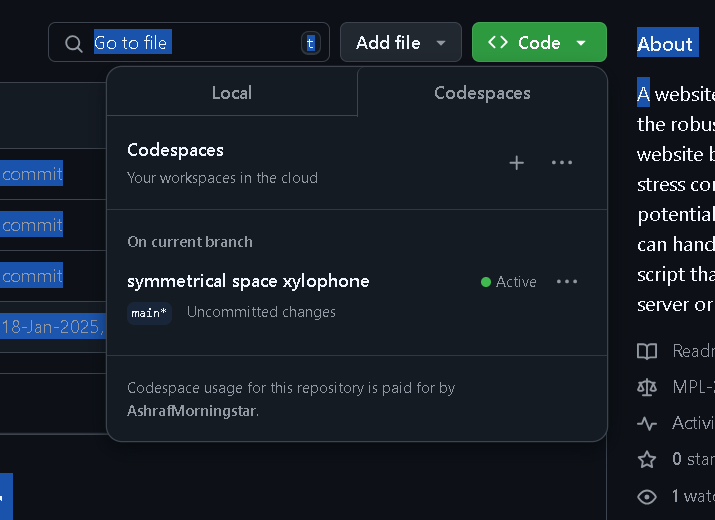 Go to file
t
Add file
Code
About
Local
Codespaces
A website
the robus
website b
stress co
potential
can hand
script tha
server or
Codespaces
Your workspaces in the cloud
commit
commit
commit
18-Jan-2025,
On current branch
symmetrical space xylophone
Active
main*
Uncommitted changes
Codespace usage for this repository is paid for by
AshrafMorningstar.
Readm
MPL-2
Activi
0 star
1 watc